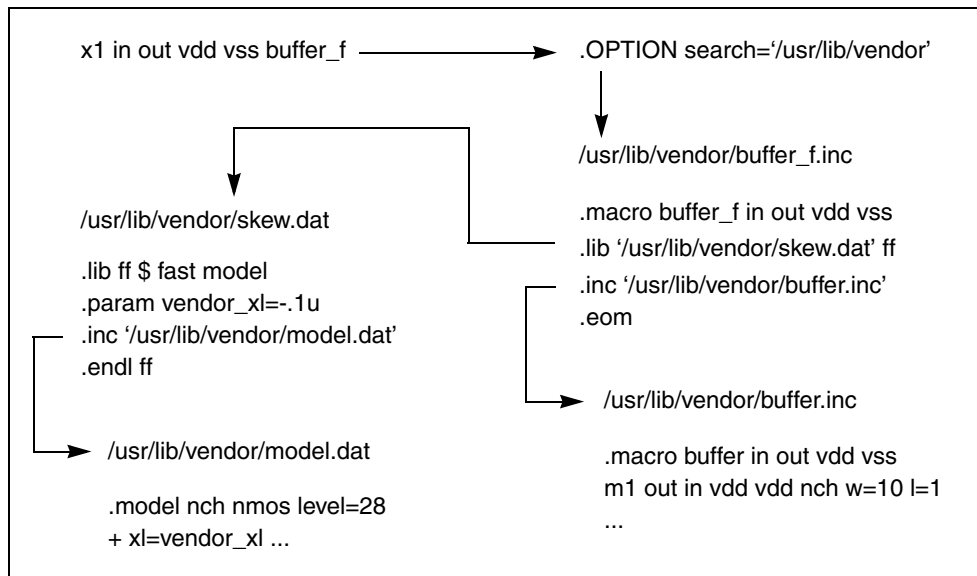 x1 in out vdd vss buffer_f
.OPTION search=‘/usr/lib/vendor’
/usr/lib/vendor/buffer_f.inc
.macro buffer_f in out vdd vss
.lib ‘/usr/lib/vendor/skew.dat’ ff
.inc ‘/usr/lib/vendor/buffer.inc’
.eom
/usr/lib/vendor/skew.dat
.lib ff $ fast model
.param vendor_xl=-.1u
.inc ‘/usr/lib/vendor/model.dat’
.endl ff
/usr/lib/vendor/model.dat
.model nch nmos level=28
+ xl=vendor_xl ...
/usr/lib/vendor/buffer.inc
.macro buffer in out vdd vss
m1 out in vdd vdd nch w=10 l=1
...